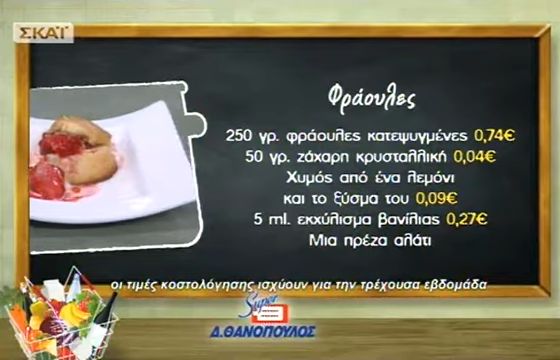 ΣΚΑΪ
Φράουλες
250 γρ. φράουλες κατεψυγμένες 0,74€
50 γρ. ζάχαρη κρυσταλλική 0,04€
Χυμός από ένα λεμόνι
και το ξύσμα του 0,09€
5 ml. εκχύλισμα βανίλιας 0,27€
Μια πρέζα αλάτι
οι τιμές κοστολόγησης ισχύουν για την τρέχουσα εβδομάδα
Super
Δ.ΘΑΝΟΠΟΥΛΟΣ